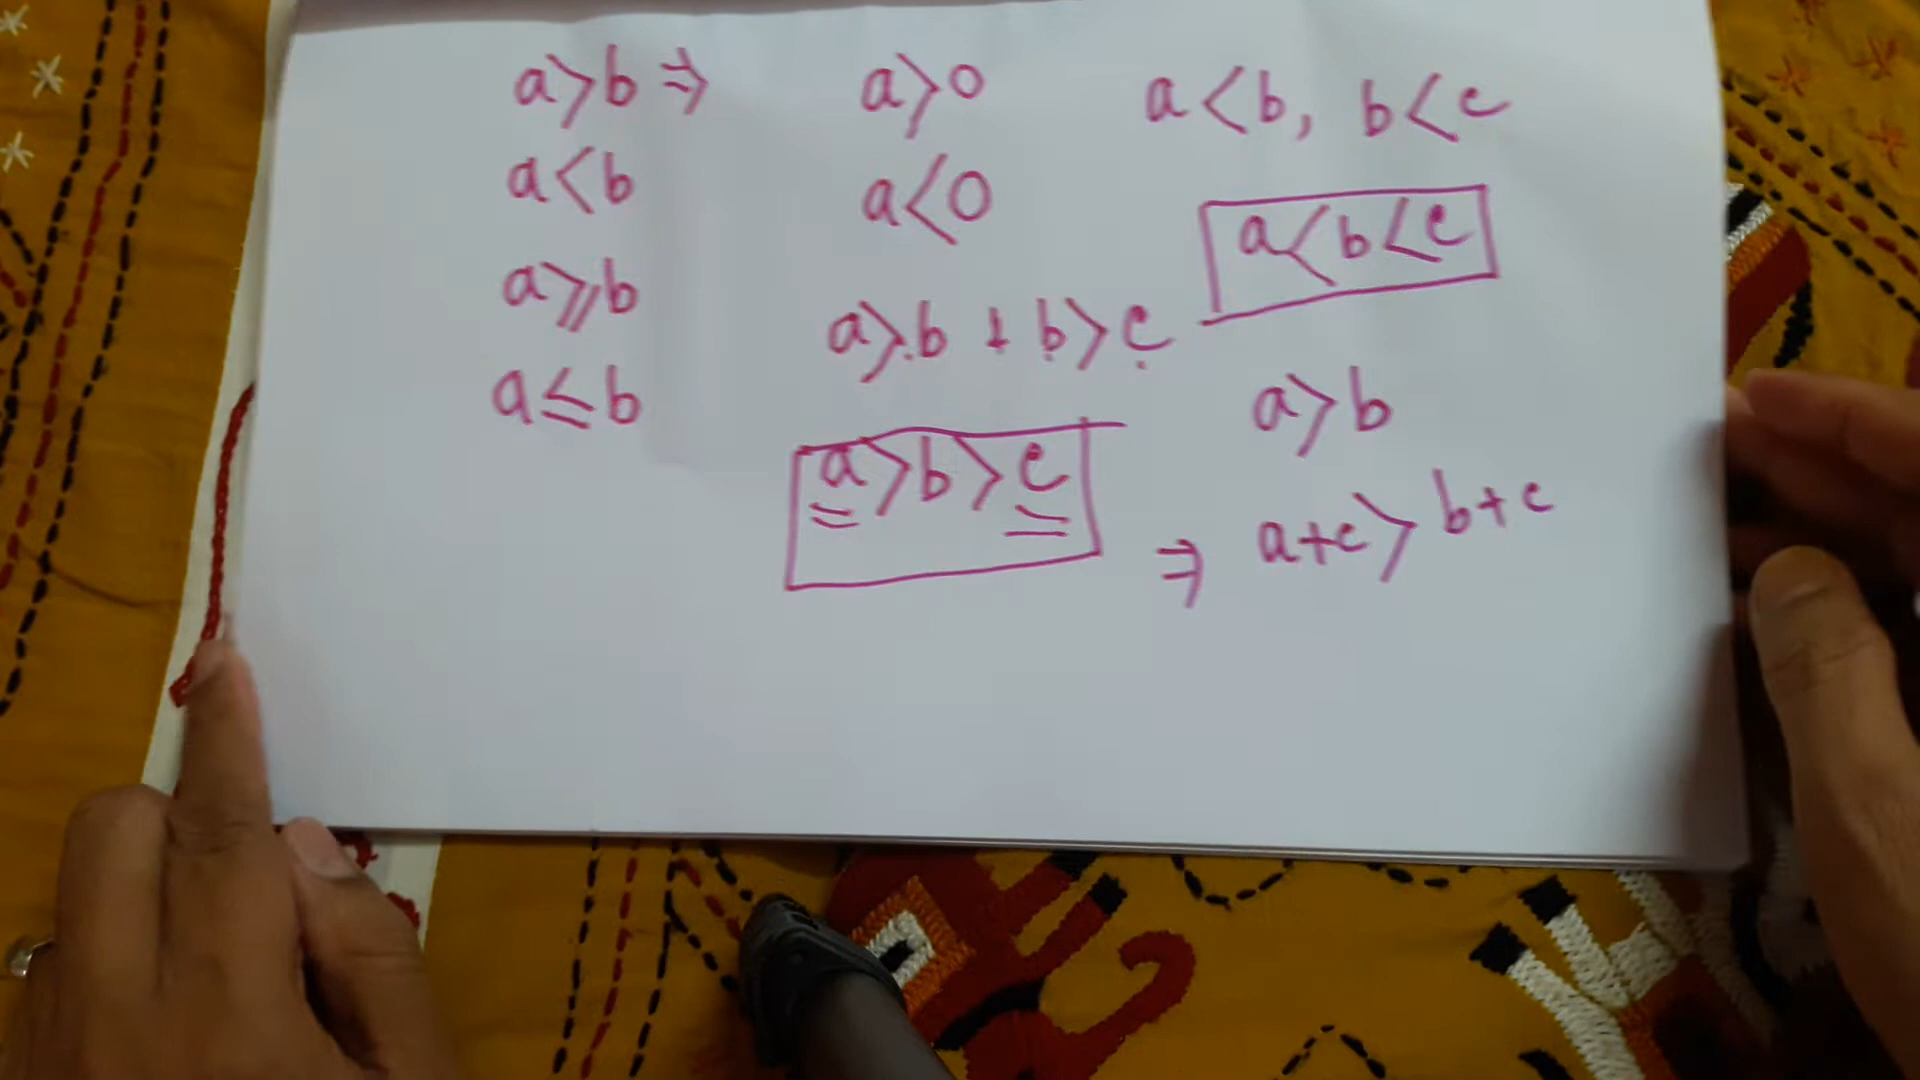 a>b ⇒
a<b
a⩾b
a≤b
a>0
a<0
a>b + b>c
a>b>c
a<b, b<c
a<b<c
a>b
⇒ a+c>b+c